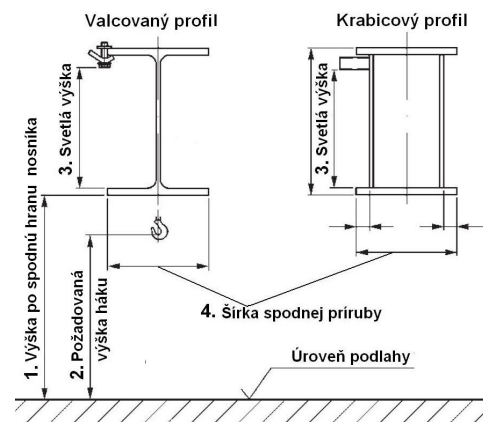 Valcovaný profil
Krabicový profil
3. Svetlá výška
3. Svetlá výška
1. Výška po spodnú hranu nosníka
2. Požadovaná
výška háku
4. Šírka spodnej príruby
Úroveň podlahy